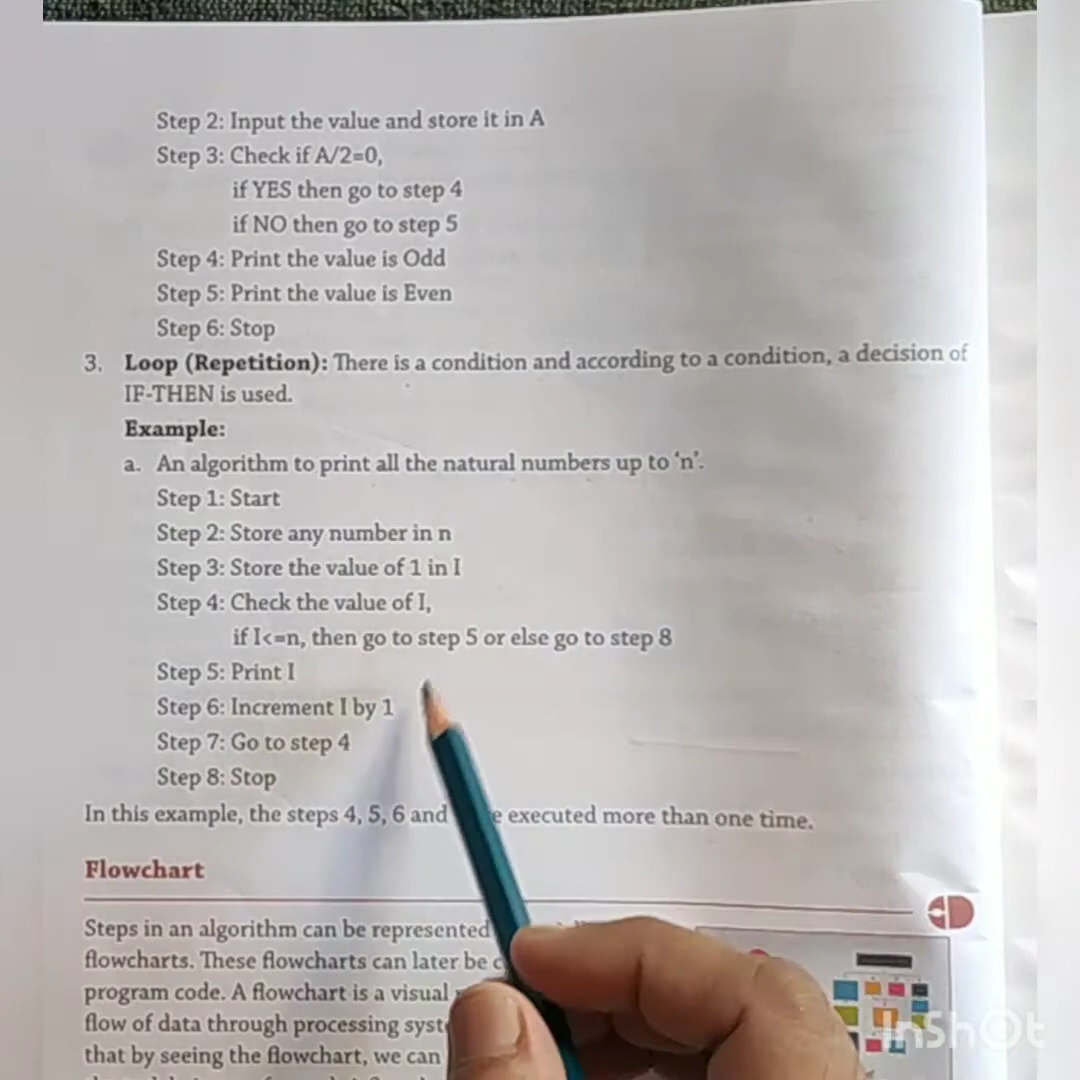 Step 2: Input the value and store it in A
Step 3: Check if A/2=0,
if YES then go to step 4
if NO then go to step 5
Step 4: Print the value is Odd
Step 5: Print the value is Even
Step 6: Stop
3. Loop (Repetition): There is a condition and according to a condition, a decision of
IF-THEN is used.
Example:
a. An algorithm to print all the natural numbers up to 'n'.
Step 1: Start
Step 2: Store any number in n
Step 3: Store the value of 1 in I
Step 4: Check the value of I,
if I<=n, then go to step 5 or else go to step 8
Step 5: Print I
Step 6: Increment I by 1
Step 7: Go to step 4
Step 8: Stop
In this example, the steps 4, 5, 6 and executed more than one time.
Flowchart
Steps in an algorithm can be represented
flowcharts. These flowcharts can later be
program code. A flowchart is a visual
flow of data through processing
that by seeing the flowchart, we can
InShOt